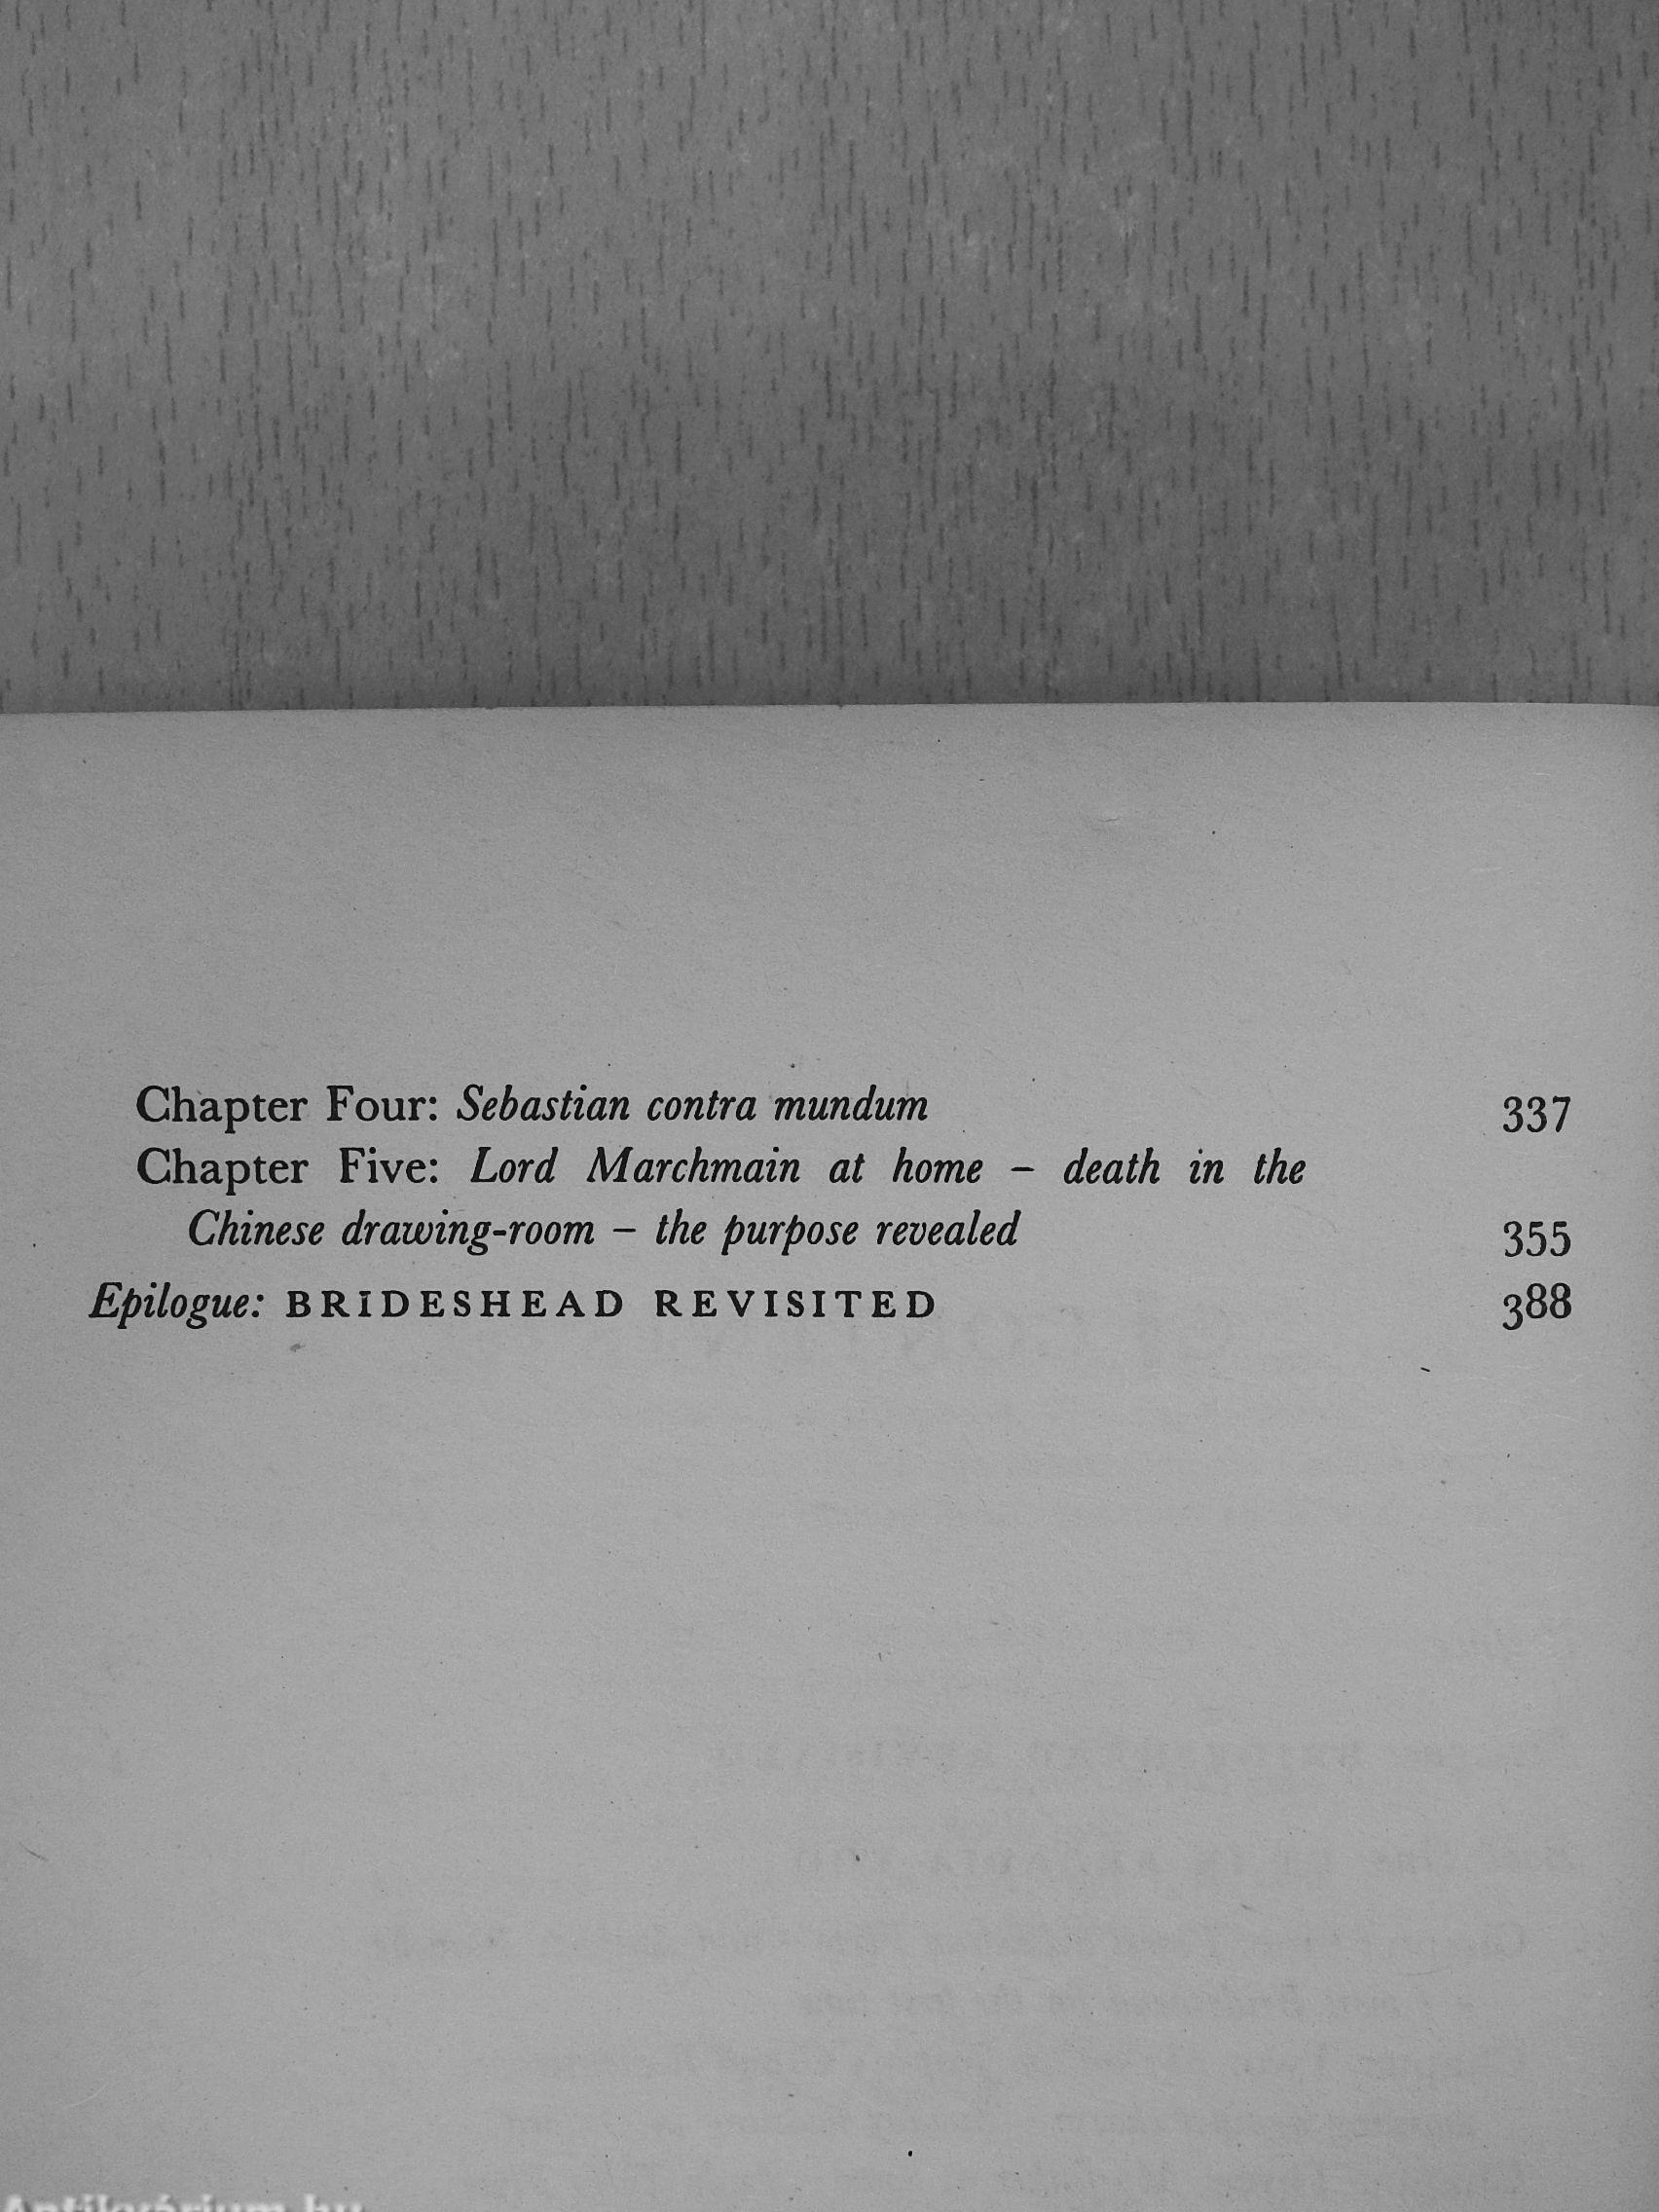 Chapter Four: Sebastian contra mundum 337
Chapter Five: Lord Marchmain at home – death in the
Chinese drawing-room – the purpose revealed 355
Epilogue: BRIDESHEAD REVISITED 388